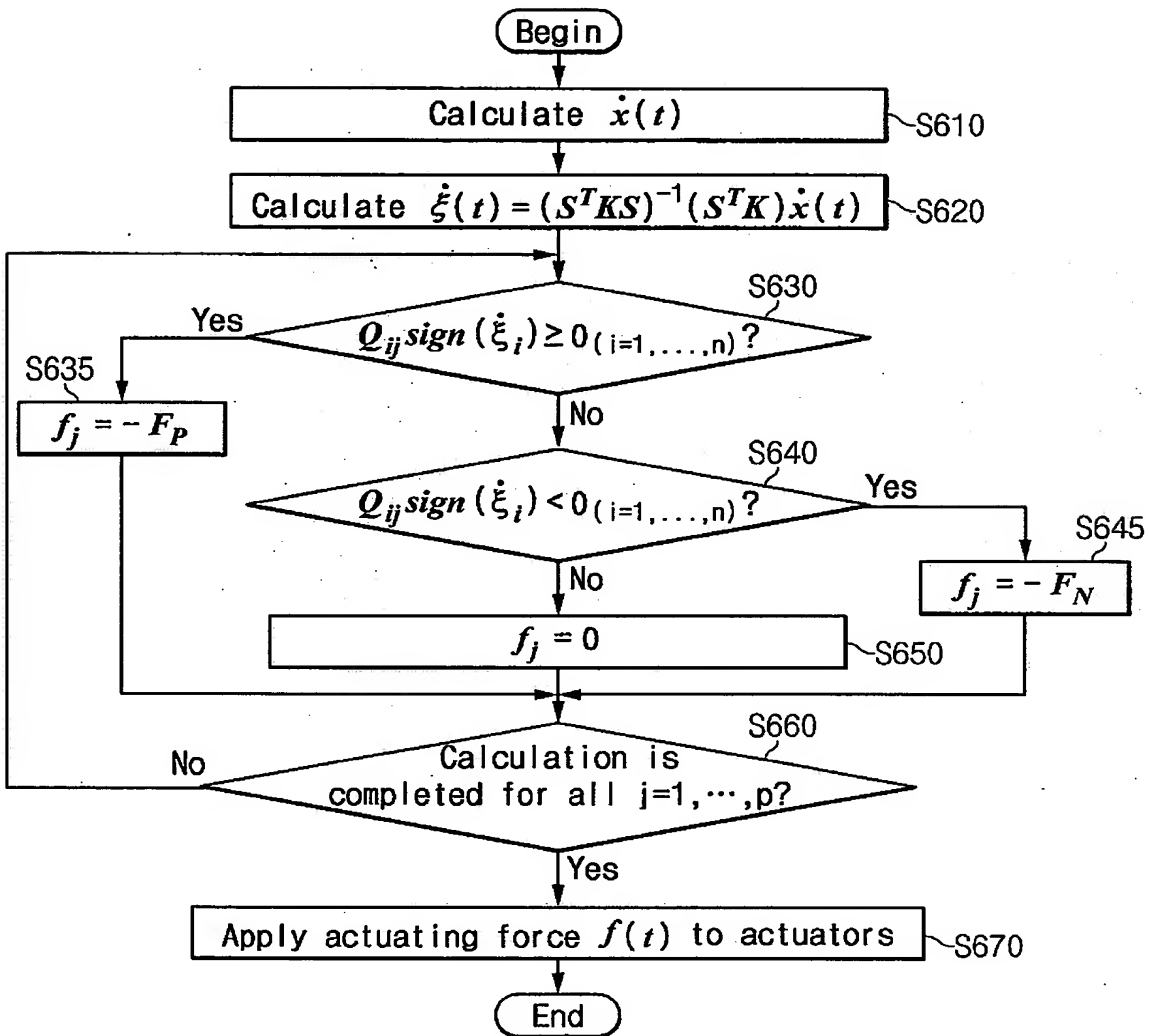 Begin
Calculate ẋ(t)
S610
Calculate ξ̇(t) = (SᵀKS)⁻¹(SᵀK)ẋ(t)
S620
S630
Yes
Q_ij sign(ξ̇_i) ≥ 0 (i=1,...,n)?
S635
f_j = - F_P
No
S640
Q_ij sign(ξ̇_i) < 0 (i=1,...,n)?
Yes
S645
f_j = - F_N
No
f_j = 0
S650
S660
No
Calculation is
completed for all j=1,⋯,p?
Yes
Apply actuating force f(t) to actuators
S670
End